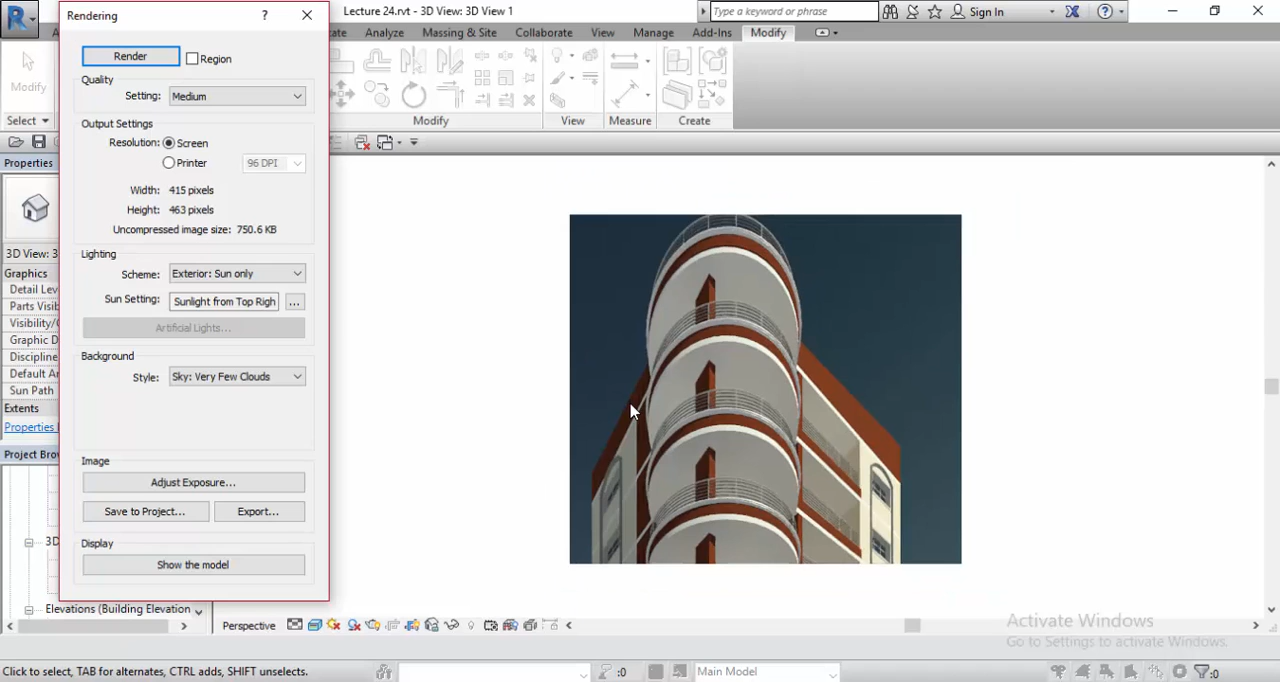 Rendering
?
Lecture 24.rvt - 3D View: 3D View 1
Type a keyword or phrase
Sign In
Analyze
Massing & Site
Collaborate
View
Manage
Add-Ins
Modify
Render
Region
Quality
Setting: Medium
Output Settings
Resolution: Screen
Printer
96 DPI
Width: 415 pixels
Height: 463 pixels
Uncompressed image size: 750.6 KB
Lighting
Scheme: Exterior: Sun only
Sun Setting: Sunlight from Top Righ
...
Artificial Lights...
Background
Style: Sky: Very Few Clouds
Image
Adjust Exposure...
Save to Project...
Export...
Display
Show the model
Modify
Select
Modify
View
Measure
Create
Properties
3D View: 3
Graphics
Detail Lev
Parts Visib
Visibility/
Graphic D
Discipline
Default Ar
Sun Path
Extents
Properties
Project Brow
3D
Elevations (Building Elevation
Perspective
Activate Windows
Go to Settings to activate Windows.
Click to select, TAB for alternates, CTRL adds, SHIFT unselects.
:0
Main Model
:0